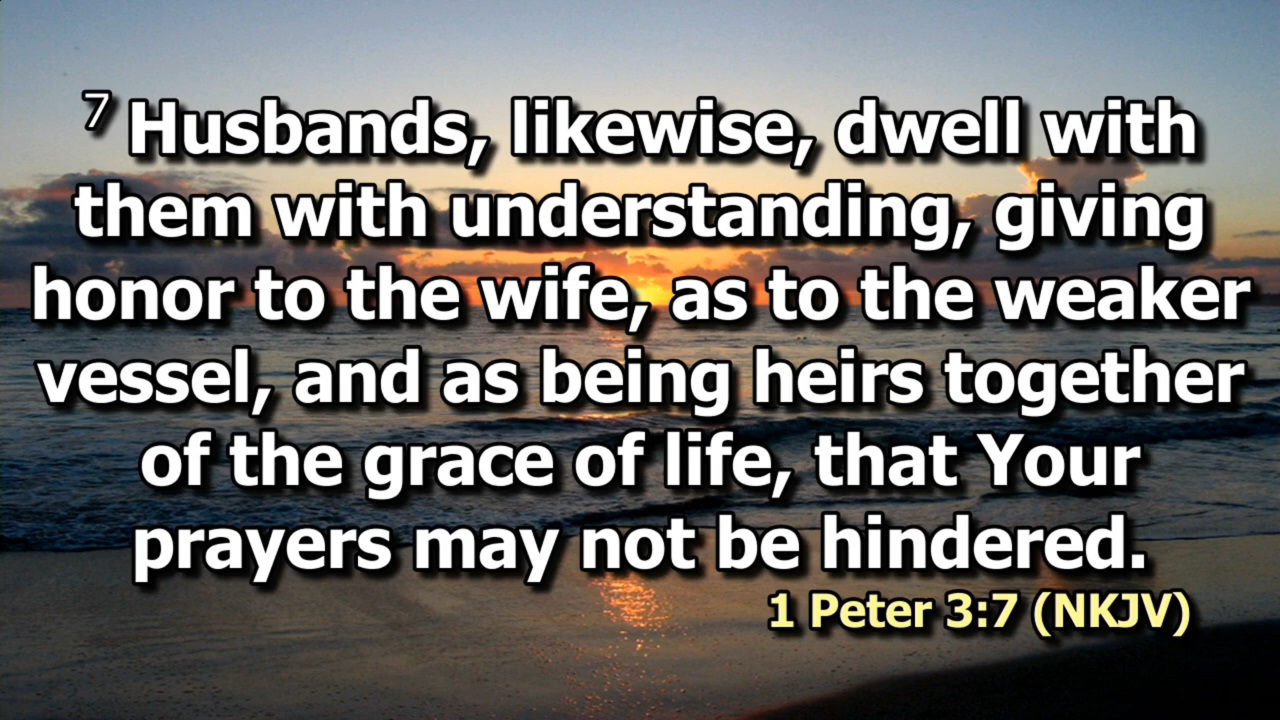 7 Husbands, likewise, dwell with
them with understanding, giving
honor to the wife, as to the weaker
vessel, and as being heirs together
of the grace of life, that Your
prayers may not be hindered.
1 Peter 3:7 (NKJV)